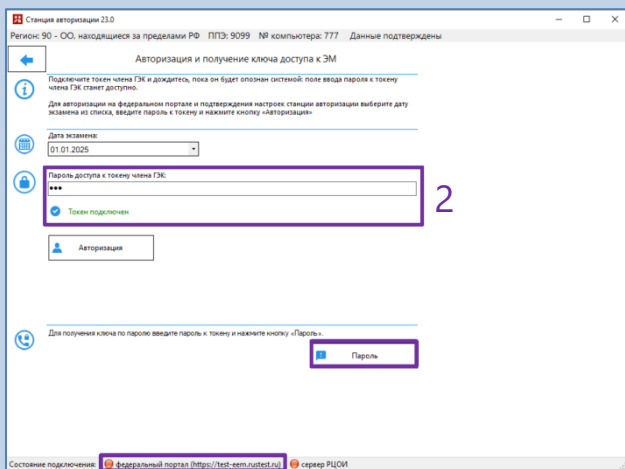 Станция авторизации 23.0
Регион: 90 - ОО, находящиеся за пределами РФ ППЭ: 9099 № компьютера: 777 Данные подтверждены
Авторизация и получение ключа доступа к ЭМ
Подключите токен члена ГЭК и дождитесь, пока он будет опознан системой: поле ввода пароля к токену
члена ГЭК станет доступно.
Для авторизации на федеральном портале и подтверждения настроек станции авторизации выберите дату
экзамена из списка, введите пароль к токену и нажмите кнопку «Авторизация»
Дата экзамена:
01.01.2025
Пароль доступа к токену члена ГЭК:
•••
Токен подключен
2
Авторизация
Для получения ключа по паролю введите пароль к токену и нажмите кнопку «Пароль».
Пароль
Состояние подключения: федеральный портал (https://test-eem.rustest.ru) сервер РЦОИ